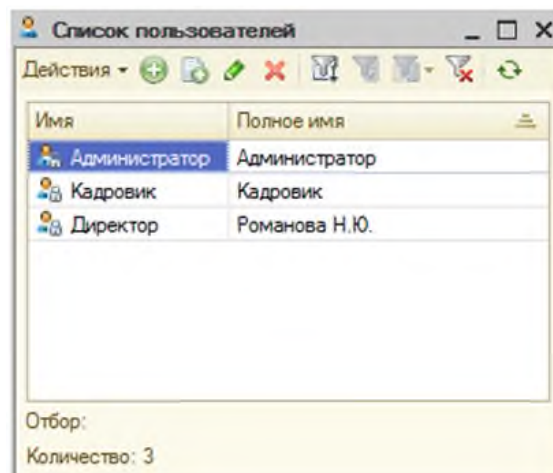 Список пользователей
Действия
Имя Полное имя
Администратор Администратор
Кадровик Кадровик
Директор Романова Н.Ю.
Отбор:
Количество: 3